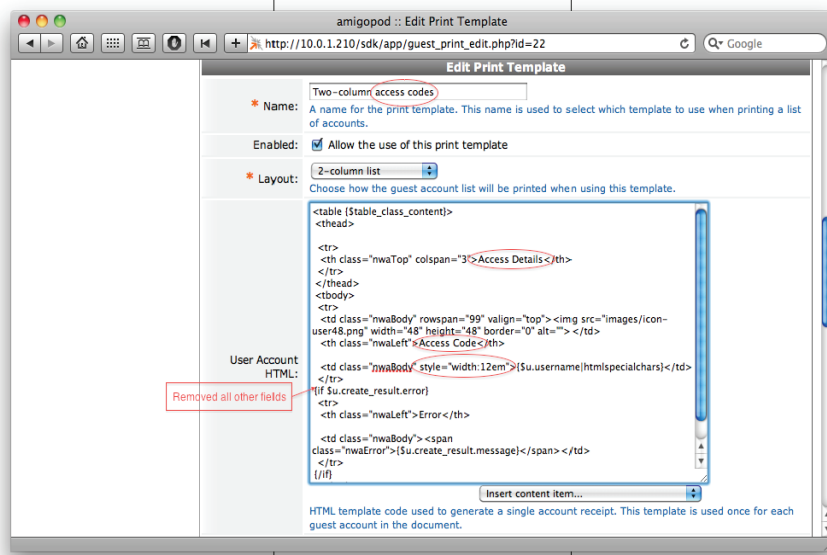 amigopod :: Edit Print Template
http://10.0.1.210/sdk/app/guest_print_edit.php?id=22
Google
Edit Print Template
* Name:
Two-column access codes
A name for the print template. This name is used to select which template to use when printing a list
of accounts.
Enabled:
Allow the use of this print template
* Layout:
2-column list
Choose how the guest account list will be printed when using this template.
User Account
HTML:
<table {$table_class_content}>
<thead>
<tr>
<th class="nwaTop" colspan="3">Access Details</th>
</tr>
</thead>
<tbody>
<tr>
<td class="nwaBody" rowspan="99" valign="top"><img src="images/icon-
user48.png" width="48" height="48" border="0" alt=""></td>
<th class="nwaLeft">Access Code</th>
<td class="nwaBody" style="width:12em">{$u.username|htmlspecialchars}</td>
</tr>
{if $u.create_result.error}
<tr>
<th class="nwaLeft">Error</th>
<td class="nwaBody"><span
class="nwaError">{$u.create_result.message}</span></td>
</tr>
{/if}
Removed all other fields
Insert content item...
HTML template code used to generate a single account receipt. This template is used once for each
guest account in the document.